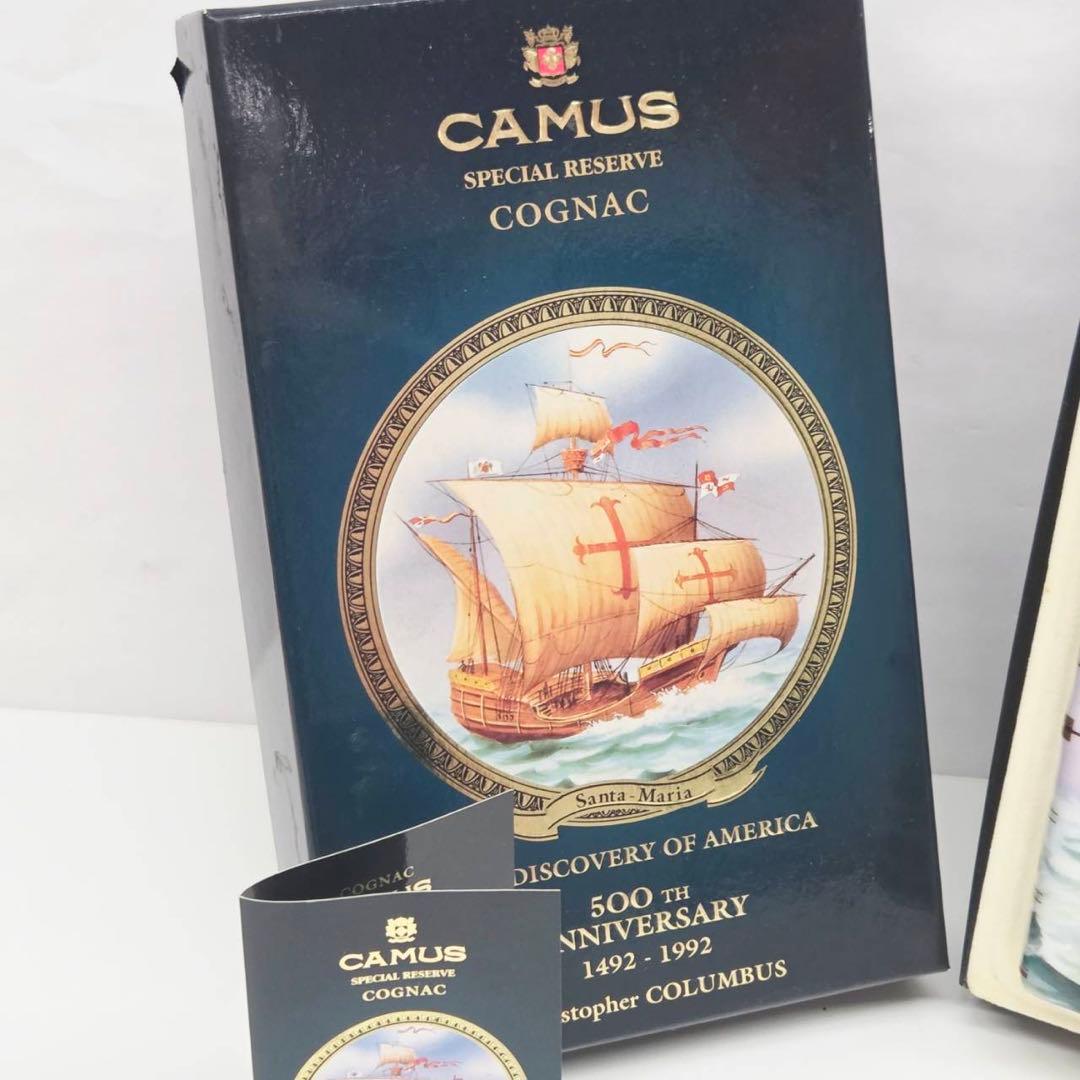 CAMUS
SPECIAL RESERVE
COGNAC
Santa-Maria
DISCOVERY OF AMERICA
500 TH
NNIVERSARY
1492 - 1992
stopher COLUMBUS
COGNAC
CAMUS
SPECIAL RESERVE
COGNAC